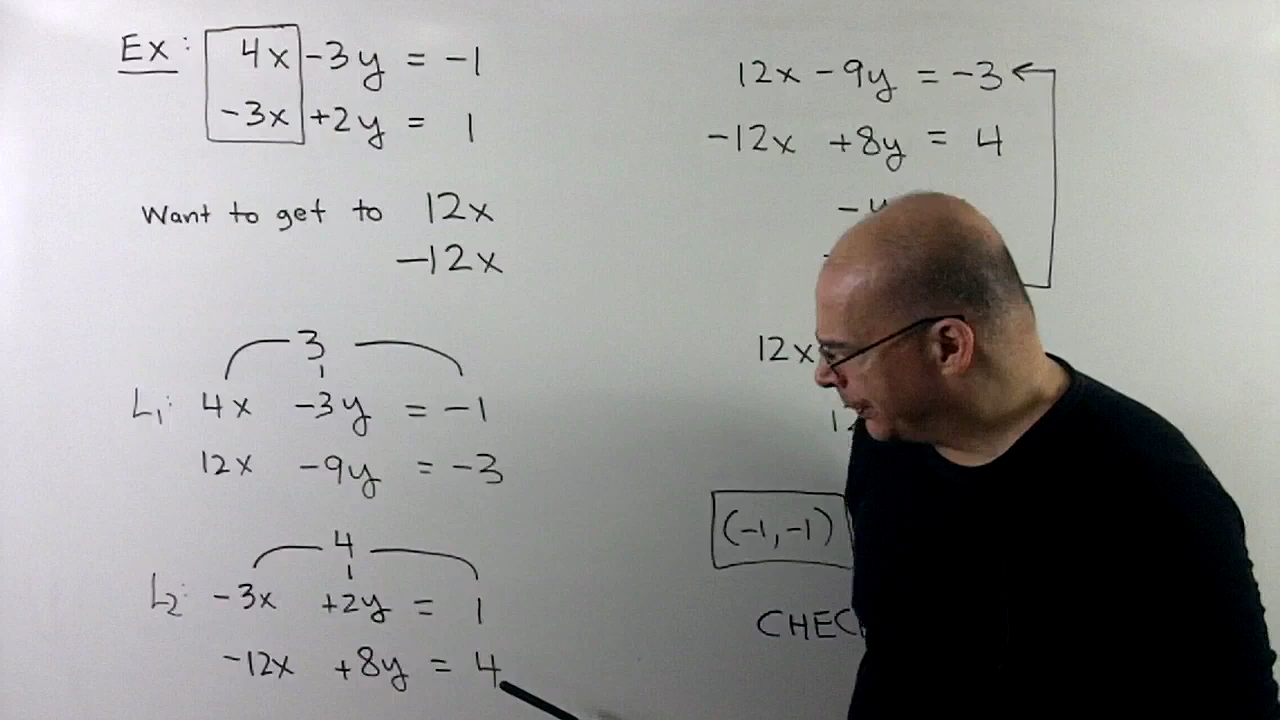 Ex: 4x -3y = -1
-3x +2y = 1
Want to get to 12x
-12x
3
L1: 4x -3y = -1
12x -9y = -3
4
L2: -3x +2y = 1
-12x +8y = 4
12x -9y = -3
-12x +8y = 4
12x
(-1,-1)